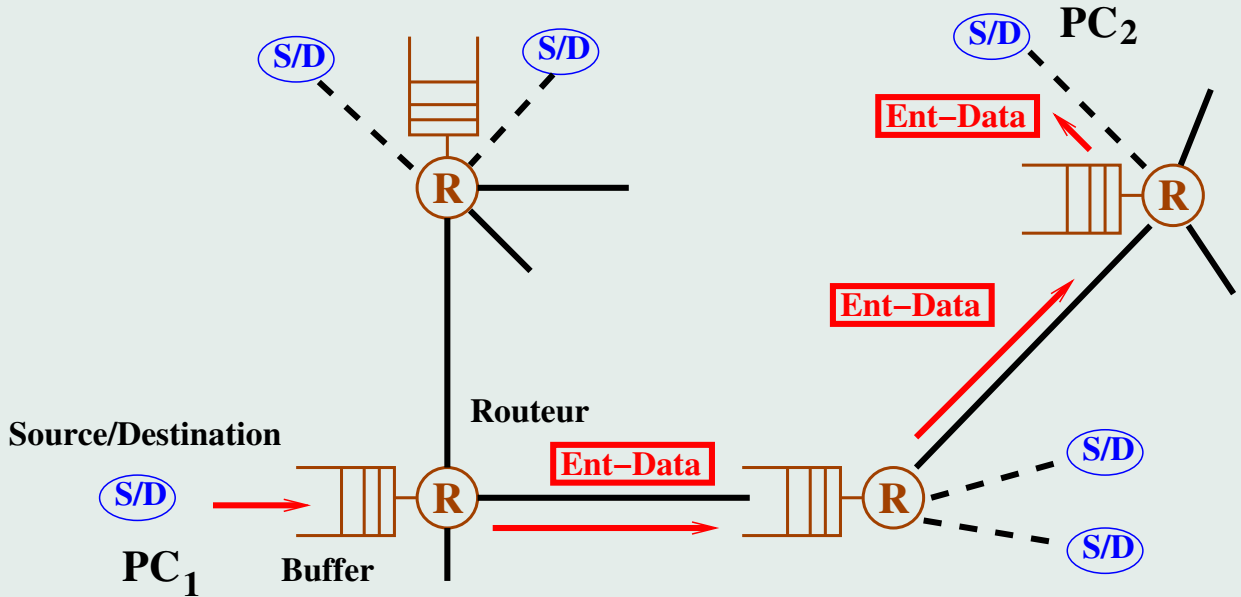 S/D
S/D
S/D
PC2
Ent–Data
R
R
Ent–Data
Routeur
Source/Destination
Ent–Data
S/D
S/D
R
R
S/D
PC1
Buffer